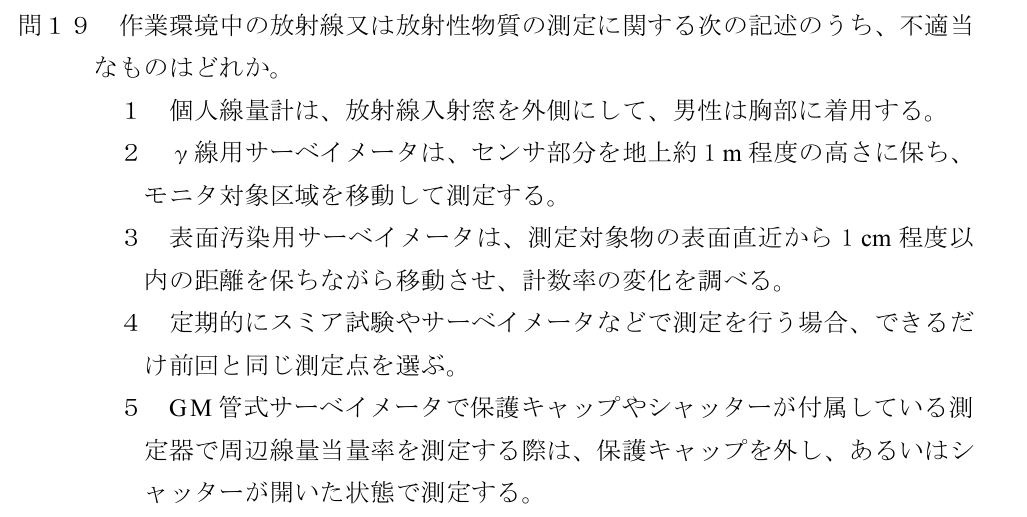 問１９　作業環境中の放射線又は放射性物質の測定に関する次の記述のうち、不適当
なものはどれか。
１　個人線量計は、放射線入射窓を外側にして、男性は胸部に着用する。
２　γ線用サーベイメータは、センサ部分を地上約１m 程度の高さに保ち、
モニタ対象区域を移動して測定する。
３　表面汚染用サーベイメータは、測定対象物の表面直近から１cm 程度以
内の距離を保ちながら移動させ、計数率の変化を調べる。
４　定期的にスミア試験やサーベイメータなどで測定を行う場合、できるだ
け前回と同じ測定点を選ぶ。
５　GM 管式サーベイメータで保護キャップやシャッターが付属している測
定器で周辺線量当量率を測定する際は、保護キャップを外し、あるいはシ
ャッターが開いた状態で測定する。